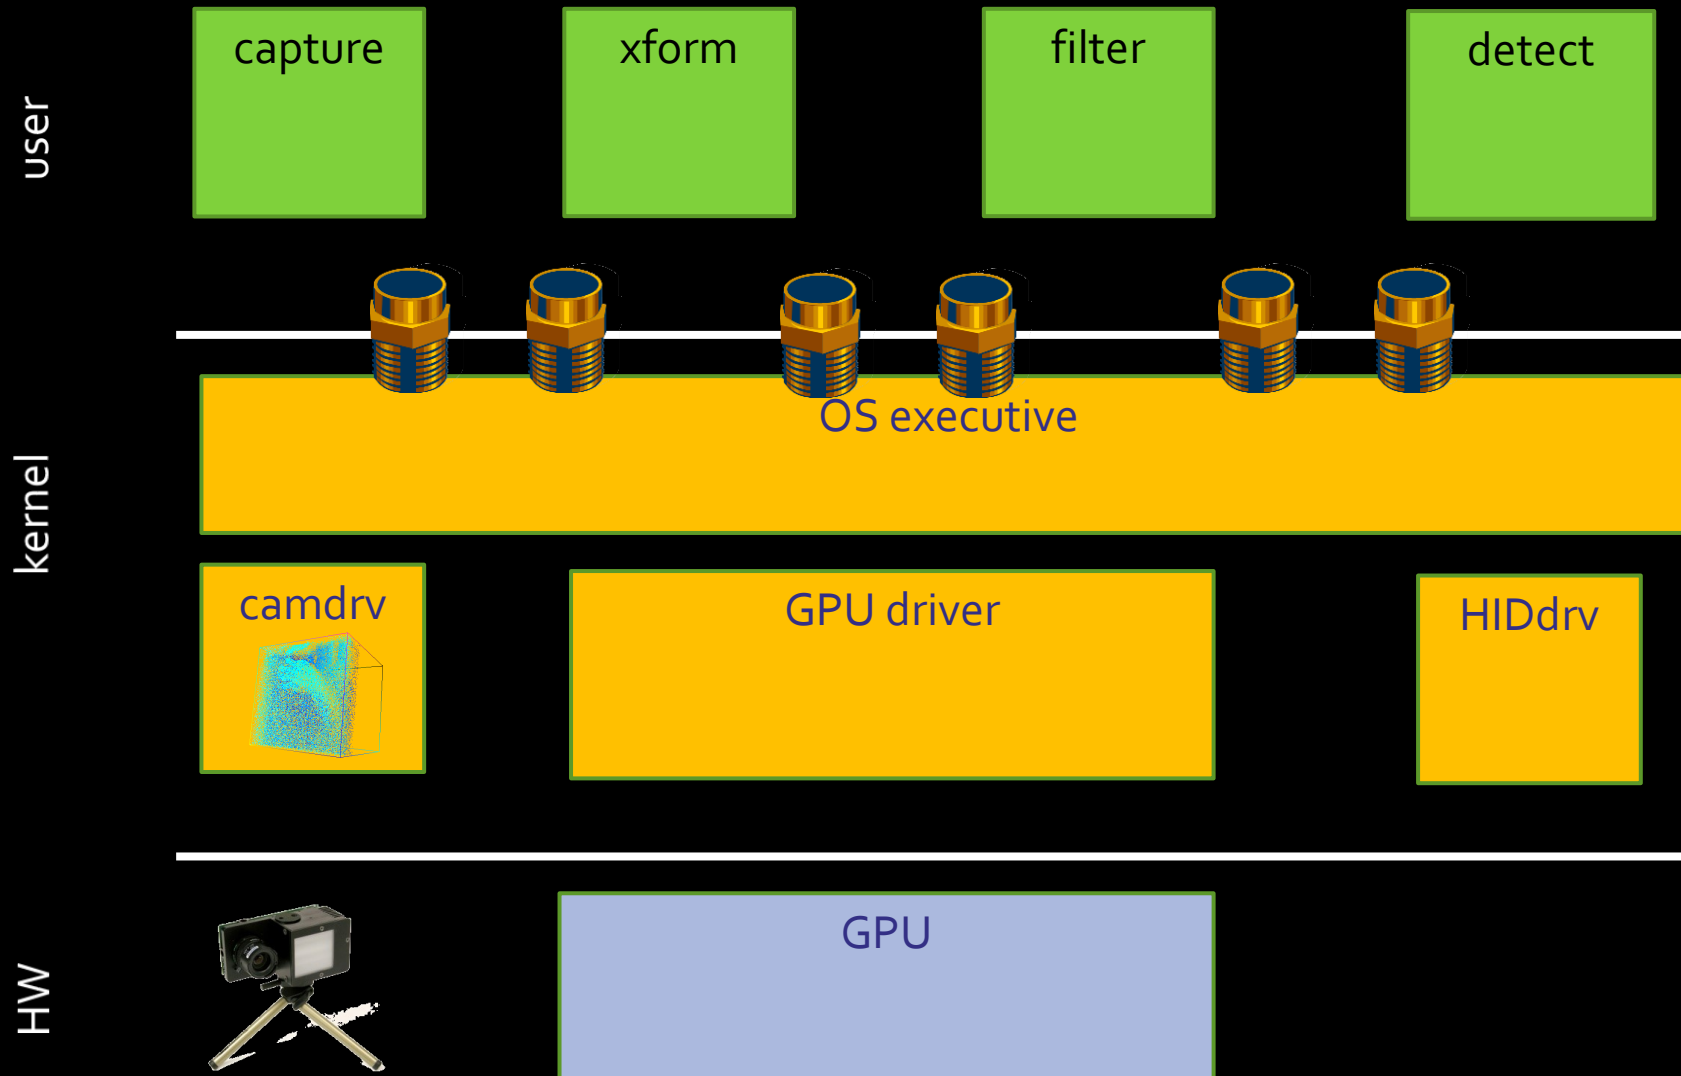 user
capture
xform
filter
detect
kernel
OS executive
camdrv
GPU driver
HIDdrv
HW
GPU